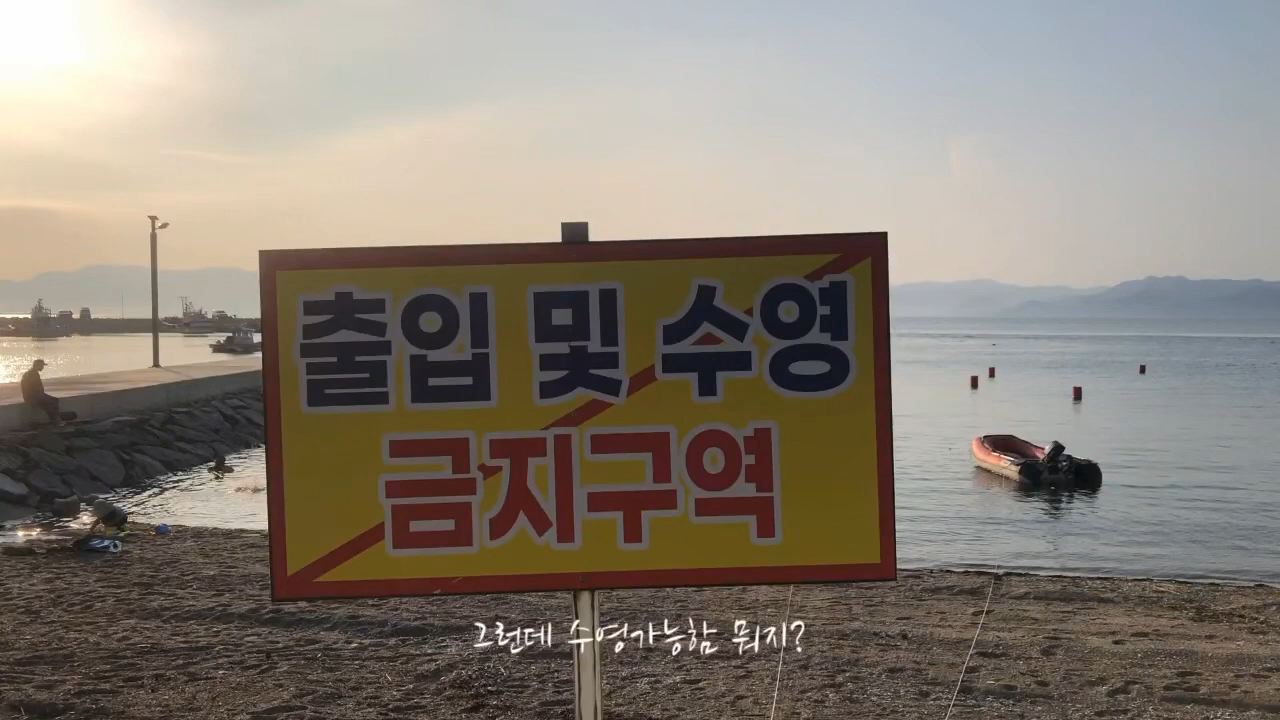 출입 및 수영
금지구역
그런데 수영가능함 뭐지?